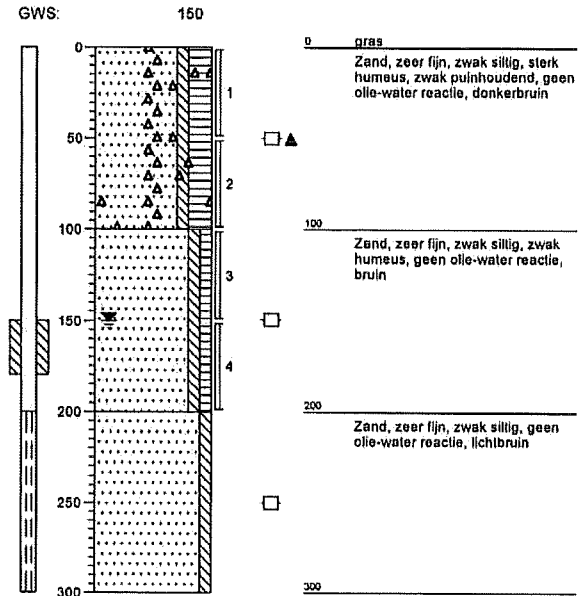 GWS: 150
0
50
100
150
200
250
300
1
2
3
4
0 gras
Zand, zeer fijn, zwak siltig, sterk
humeus, zwak puinhoudend, geen
olie-water reactie, donkerbruin
100
Zand, zeer fijn, zwak siltig, zwak
humeus, geen olie-water reactie,
bruin
200
Zand, zeer fijn, zwak siltig, geen
olie-water reactie, lichtbruin
300